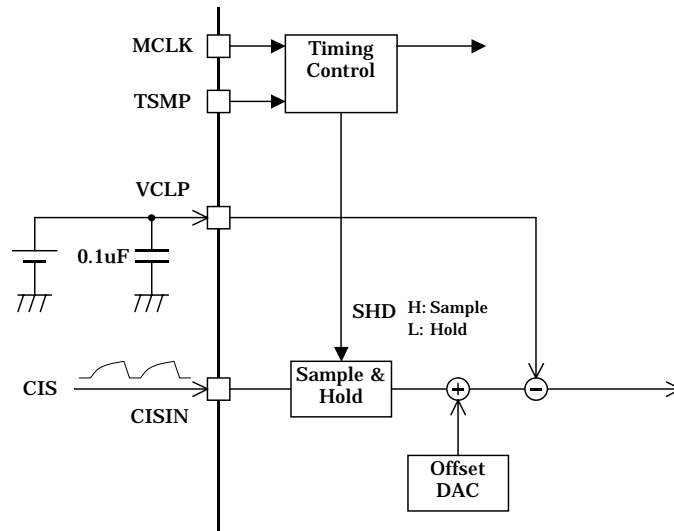 MCLK
Timing
Control
TSMP
VCLP
0.1uF
SHD
H: Sample
L: Hold
CIS
CISIN
Sample &
Hold
+
-
Offset
DAC